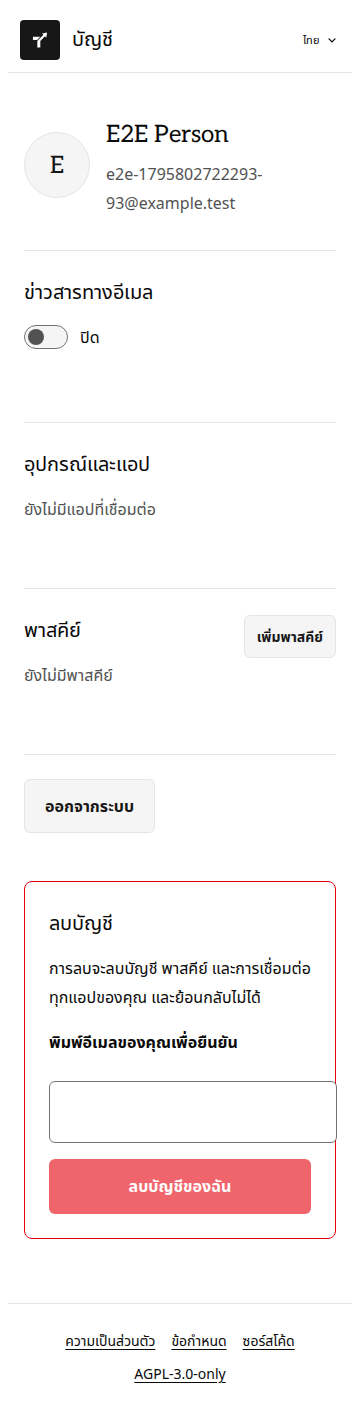 บัญชี
ไทย
E
E2E Person
e2e-1795802722293-
93@example.test
ข่าวสารทางอีเมล
ปิด
อุปกรณ์และแอป
ยังไม่มีแอปที่เชื่อมต่อ
พาสคีย์
เพิ่มพาสคีย์
ยังไม่มีพาสคีย์
ออกจากระบบ
ลบบัญชี
การลบจะลบบัญชี พาสคีย์ และการเชื่อมต่อ
ทุกแอปของคุณ และย้อนกลับไม่ได้
พิมพ์อีเมลของคุณเพื่อยืนยัน
ลบบัญชีของฉัน
ความเป็นส่วนตัว ข้อกำหนด ซอร์สโค้ด
AGPL-3.0-only